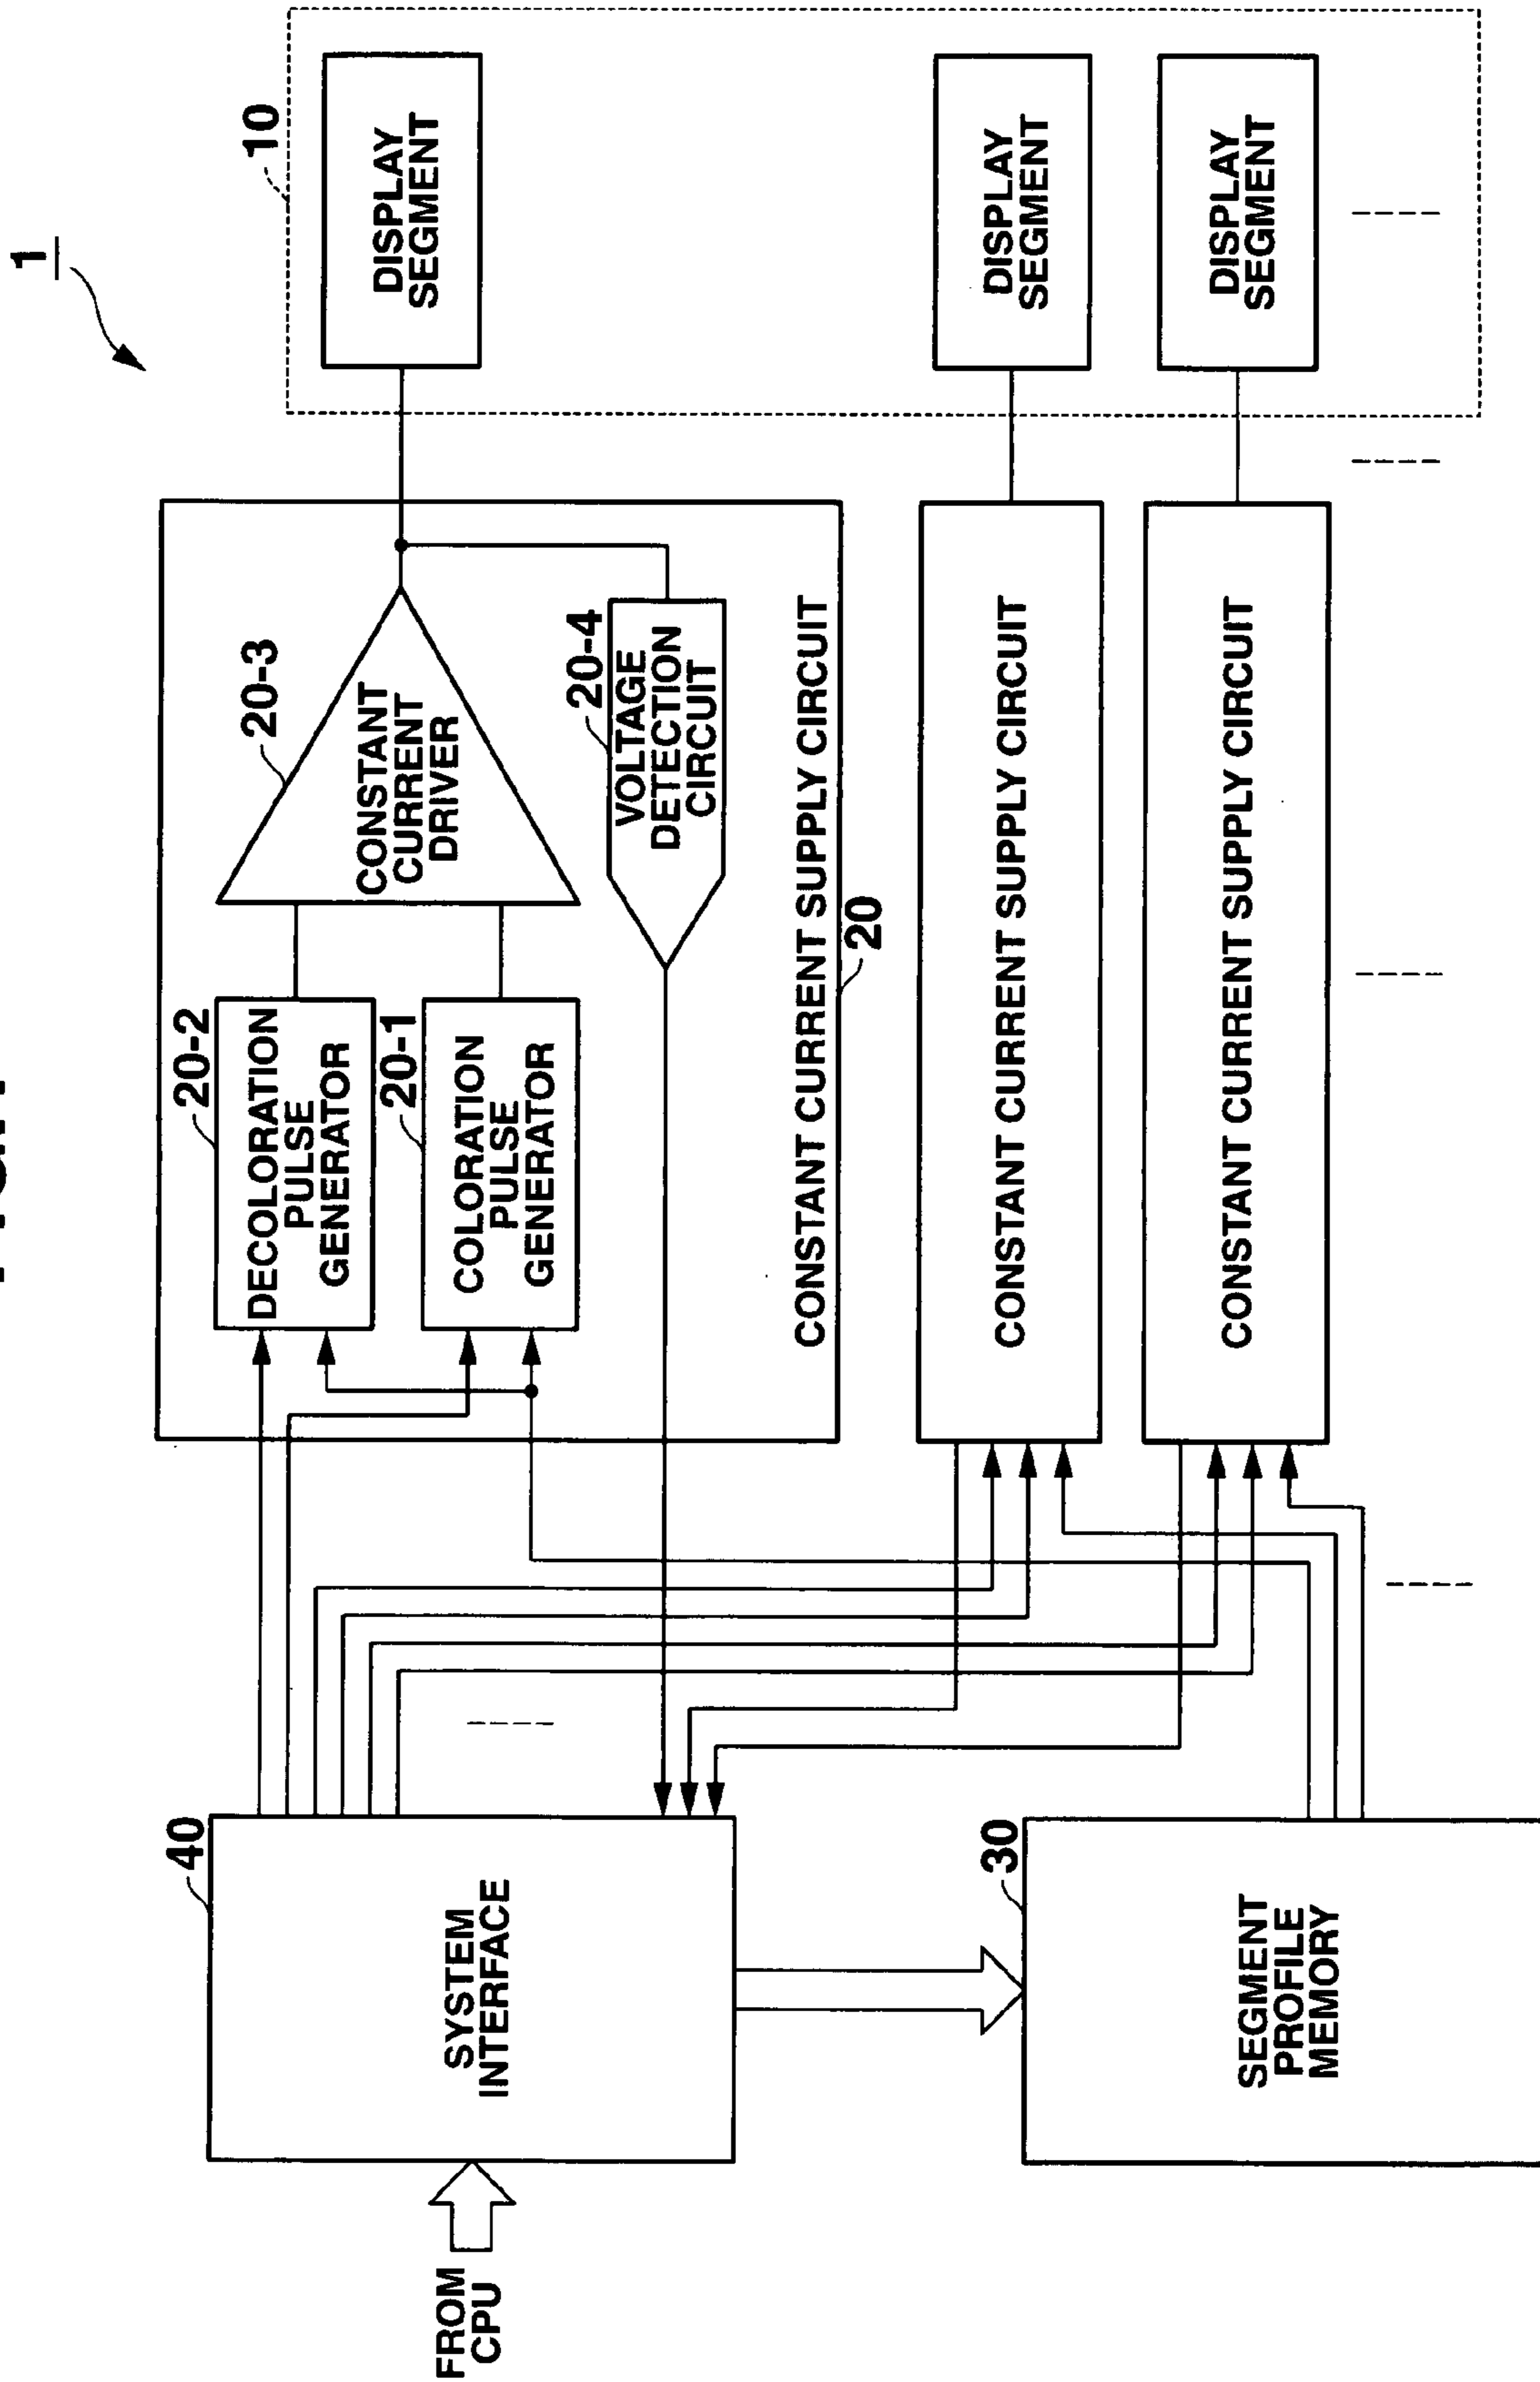 1
10
DISPLAY
SEGMENT
DISPLAY
SEGMENT
DISPLAY
SEGMENT
20-3
CONSTANT
CURRENT
DRIVER
20-4
VOLTAGE
DETECTION
CIRCUIT
20-2
DECOLORATION
PULSE
GENERATOR
20-1
COLORATION
PULSE
GENERATOR
CONSTANT CURRENT SUPPLY CIRCUIT
20
CONSTANT CURRENT SUPPLY CIRCUIT
CONSTANT CURRENT SUPPLY CIRCUIT
40
SYSTEM
INTERFACE
30
SEGMENT
PROFILE
MEMORY
FROM
CPU